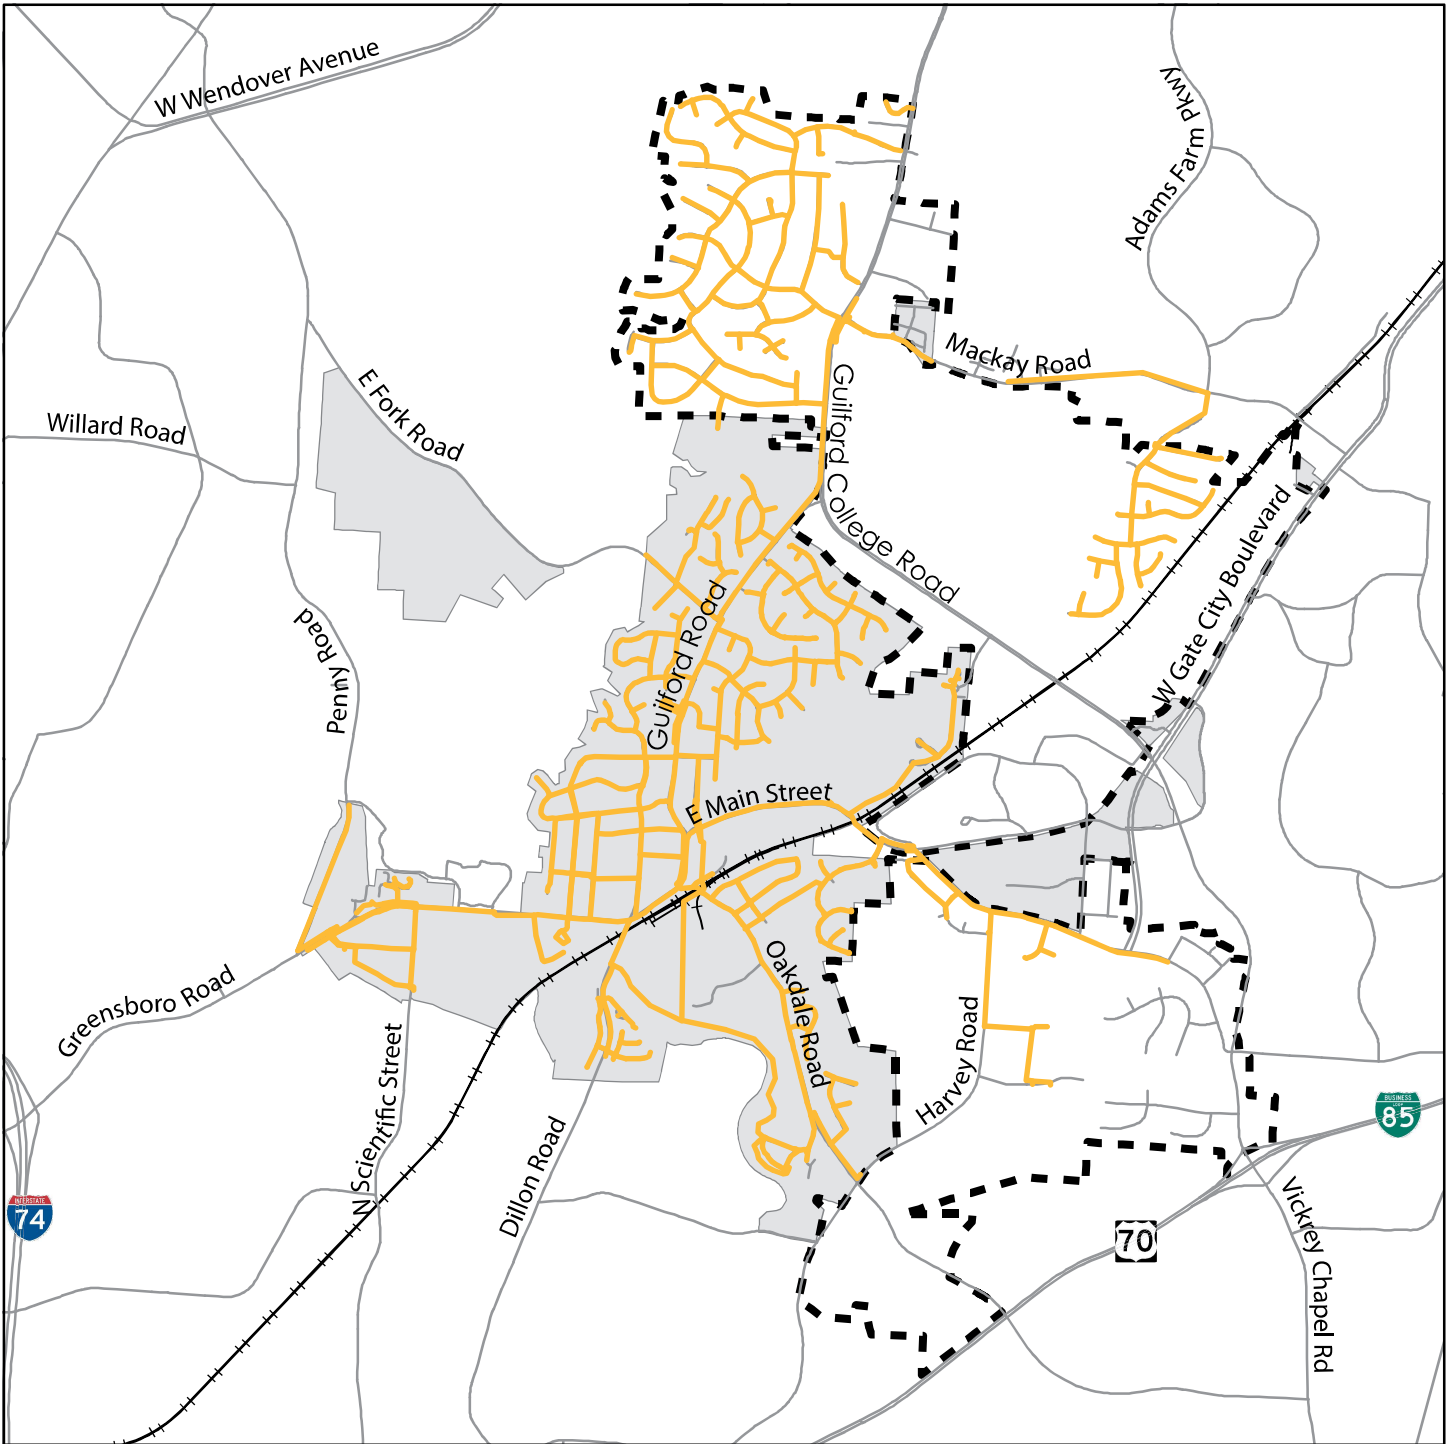 W Wendover Avenue
Adams Farm Pkwy
Mackay Road
E Fork Road
Willard Road
Guilford College Road
W Gate City Boulevard
Guilford Road
Penny Road
E Main Street
Greensboro Road
N Scientific Street
Oakdale Road
Harvey Road
Dillon Road
BUSINESS
LOOP
85
INTERSTATE
74
70
Vickrey Chapel Rd